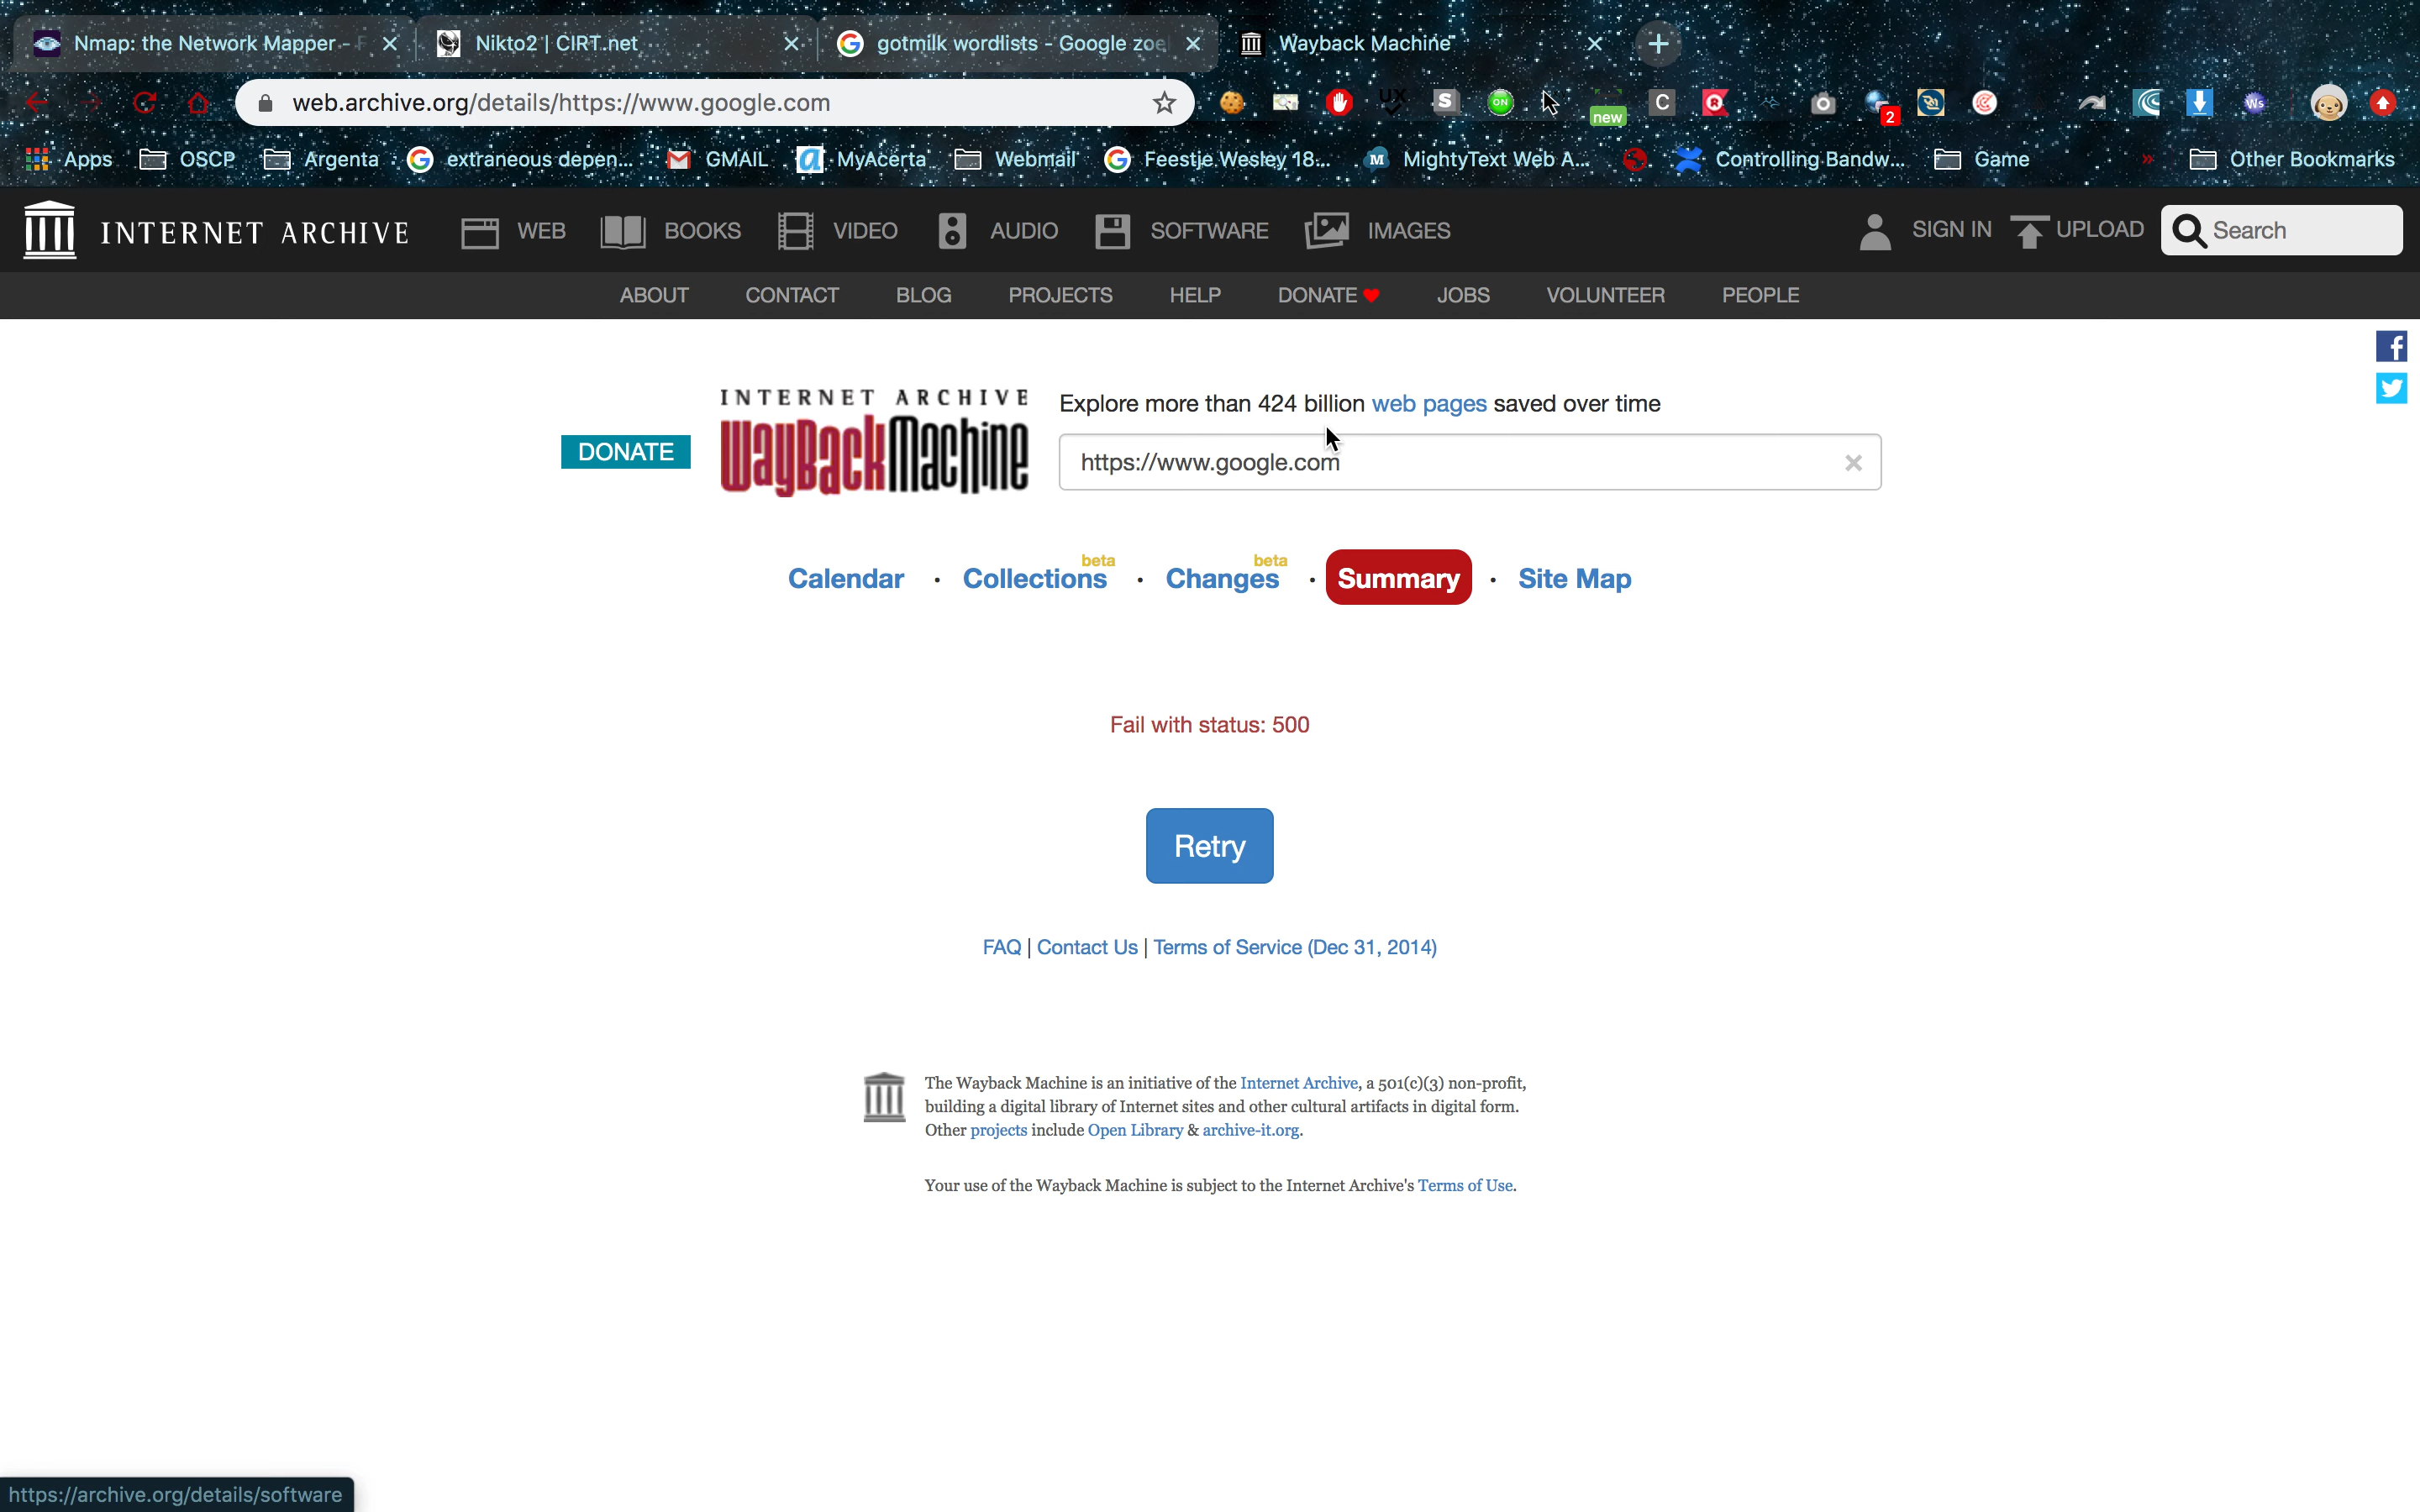 Nmap: the Network Mapper - F
Nikto2 | CIRT.net
gotmilk wordlists - Google zoe
Wayback Machine
web.archive.org/details/https://www.google.com
UX
S
ON
new
C
2
Ws
Apps
OSCP
Argenta
extraneous depen...
GMAIL
MyAcerta
Webmail
Feestje Wesley 18...
MightyText Web A...
Controlling Bandw...
Game
»
Other Bookmarks
INTERNET ARCHIVE
WEB
BOOKS
VIDEO
AUDIO
SOFTWARE
IMAGES
SIGN IN
UPLOAD
Search
ABOUT
CONTACT
BLOG
PROJECTS
HELP
DONATE
JOBS
VOLUNTEER
PEOPLE
DONATE
INTERNET ARCHIVE
WayBackMachine
Explore more than 424 billion web pages saved over time
https://www.google.com
Calendar · Collections beta · Changes beta · Summary · Site Map
Fail with status: 500
Retry
FAQ | Contact Us | Terms of Service (Dec 31, 2014)
The Wayback Machine is an initiative of the Internet Archive, a 501(c)(3) non-profit,
building a digital library of Internet sites and other cultural artifacts in digital form.
Other projects include Open Library & archive-it.org.
Your use of the Wayback Machine is subject to the Internet Archive's Terms of Use.
https://archive.org/details/software